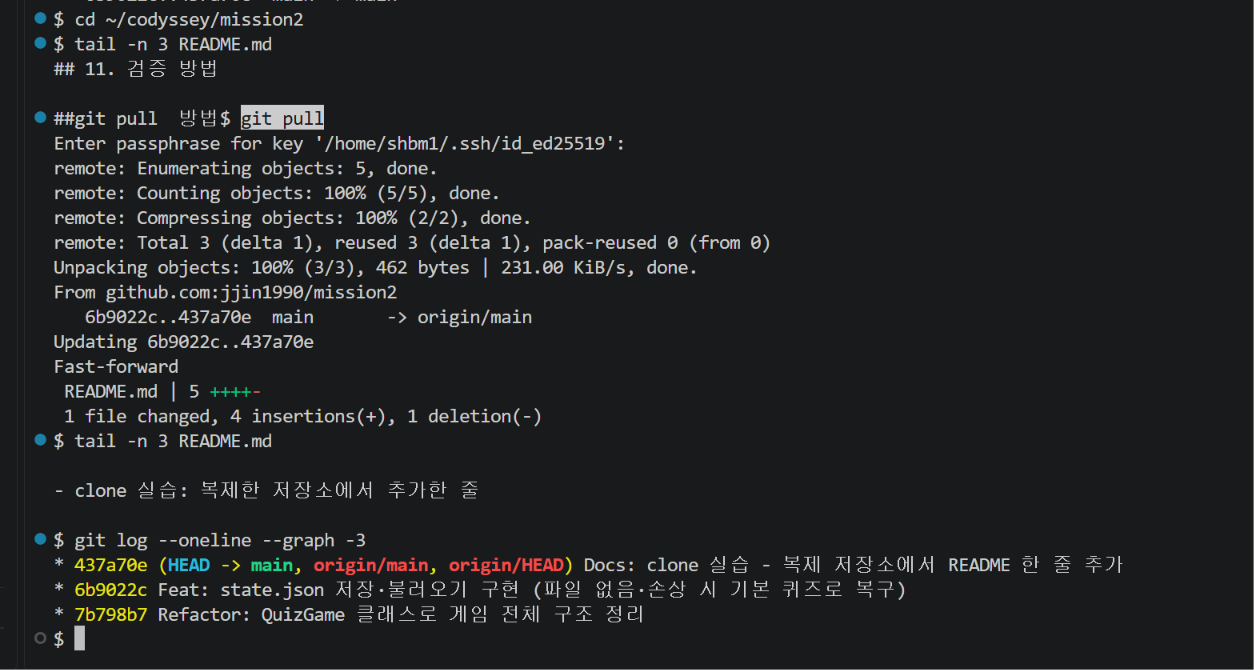 $ cd ~/codyssey/mission2
$ tail -n 3 README.md
## 11. 검증 방법
##git pull  방법$ git pull
Enter passphrase for key '/home/shbm1/.ssh/id_ed25519':
remote: Enumerating objects: 5, done.
remote: Counting objects: 100% (5/5), done.
remote: Compressing objects: 100% (2/2), done.
remote: Total 3 (delta 1), reused 3 (delta 1), pack-reused 0 (from 0)
Unpacking objects: 100% (3/3), 462 bytes | 231.00 KiB/s, done.
From github.com:jjin1990/mission2
   6b9022c..437a70e  main       -> origin/main
Updating 6b9022c..437a70e
Fast-forward
 README.md | 5 ++++-
 1 file changed, 4 insertions(+), 1 deletion(-)
$ tail -n 3 README.md
- clone 실습: 복제한 저장소에서 추가한 줄
$ git log --oneline --graph -3
* 437a70e (HEAD -> main, origin/main, origin/HEAD) Docs: clone 실습 - 복제 저장소에서 README 한 줄 추가
* 6b9022c Feat: state.json 저장·불러오기 구현 (파일 없음·손상 시 기본 퀴즈로 복구)
* 7b798b7 Refactor: QuizGame 클래스로 게임 전체 구조 정리
$